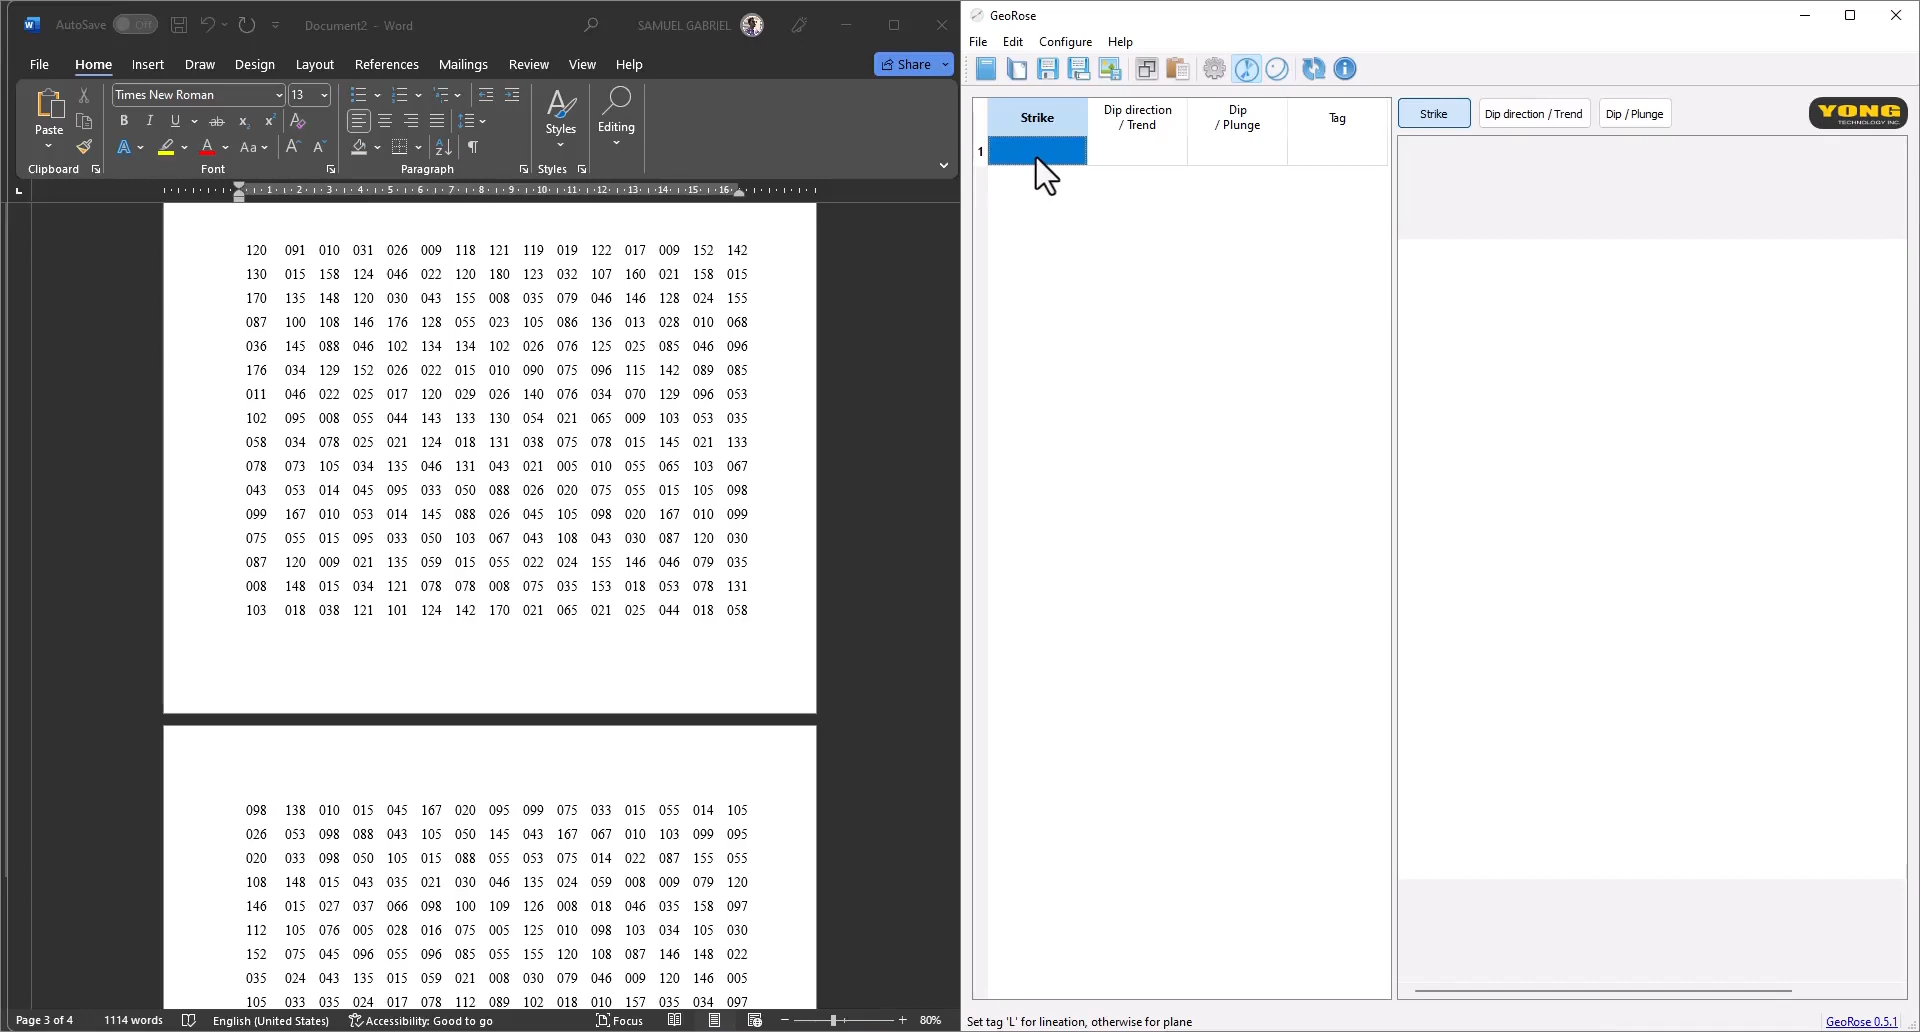 AutoSave Off Document2 - Word SAMUEL GABRIEL
File Home Insert Draw Design Layout References Mailings Review View Help Share
Times New Roman 13
Paste Styles Editing
B I U ab x₂ x² A
A A Aa A A
Clipboard Font Paragraph Styles
1 2 3 4 5 6 7 8 9 10 11 12 13 14 15 16
120 091 010 031 026 009 118 121 119 019 122 017 009 152 142
130 015 158 124 046 022 120 180 123 032 107 160 021 158 015
170 135 148 120 030 043 155 008 035 079 046 146 128 024 155
087 100 108 146 176 128 055 023 105 086 136 013 028 010 068
036 145 088 046 102 134 134 102 026 076 125 025 085 046 096
176 034 129 152 026 022 015 010 090 075 096 115 142 089 085
011 046 022 025 017 120 029 026 140 076 034 070 129 096 053
102 095 008 055 044 143 133 130 054 021 065 009 103 053 035
058 034 078 025 021 124 018 131 038 075 078 015 145 021 133
078 073 105 034 135 046 131 043 021 005 010 055 065 103 067
043 053 014 045 095 033 050 088 026 020 075 055 015 105 098
099 167 010 053 014 145 088 026 045 105 098 020 167 010 099
075 055 015 095 033 050 103 067 043 108 043 030 087 120 030
087 120 009 021 135 059 015 055 022 024 155 146 046 079 035
008 148 015 034 121 078 078 008 075 035 153 018 053 078 131
103 018 038 121 101 124 142 170 021 065 021 025 044 018 058
098 138 010 015 045 167 020 095 099 075 033 015 055 014 105
026 053 098 088 043 105 050 145 043 167 067 010 103 099 095
020 033 098 050 105 015 088 055 053 075 014 022 087 155 055
108 148 015 043 035 021 030 046 135 024 059 008 009 079 120
146 015 027 037 066 098 100 109 126 008 018 046 035 158 097
112 105 076 005 028 016 075 005 125 010 098 103 034 105 030
152 075 045 096 055 096 085 055 155 120 108 087 146 148 022
035 024 043 135 015 059 021 008 030 079 046 009 120 146 005
105 033 035 024 017 078 112 089 102 018 010 157 035 034 097
Page 3 of 4 1114 words English (United States) Accessibility: Good to go Focus 80%
GeoRose
File Edit Configure Help
Strike Dip direction / Trend Dip / Plunge Tag
1
Strike Dip direction / Trend Dip / Plunge
YONG
TECHNOLOGY INC.
Set tag 'L' for lineation, otherwise for plane
GeoRose 0.5.1